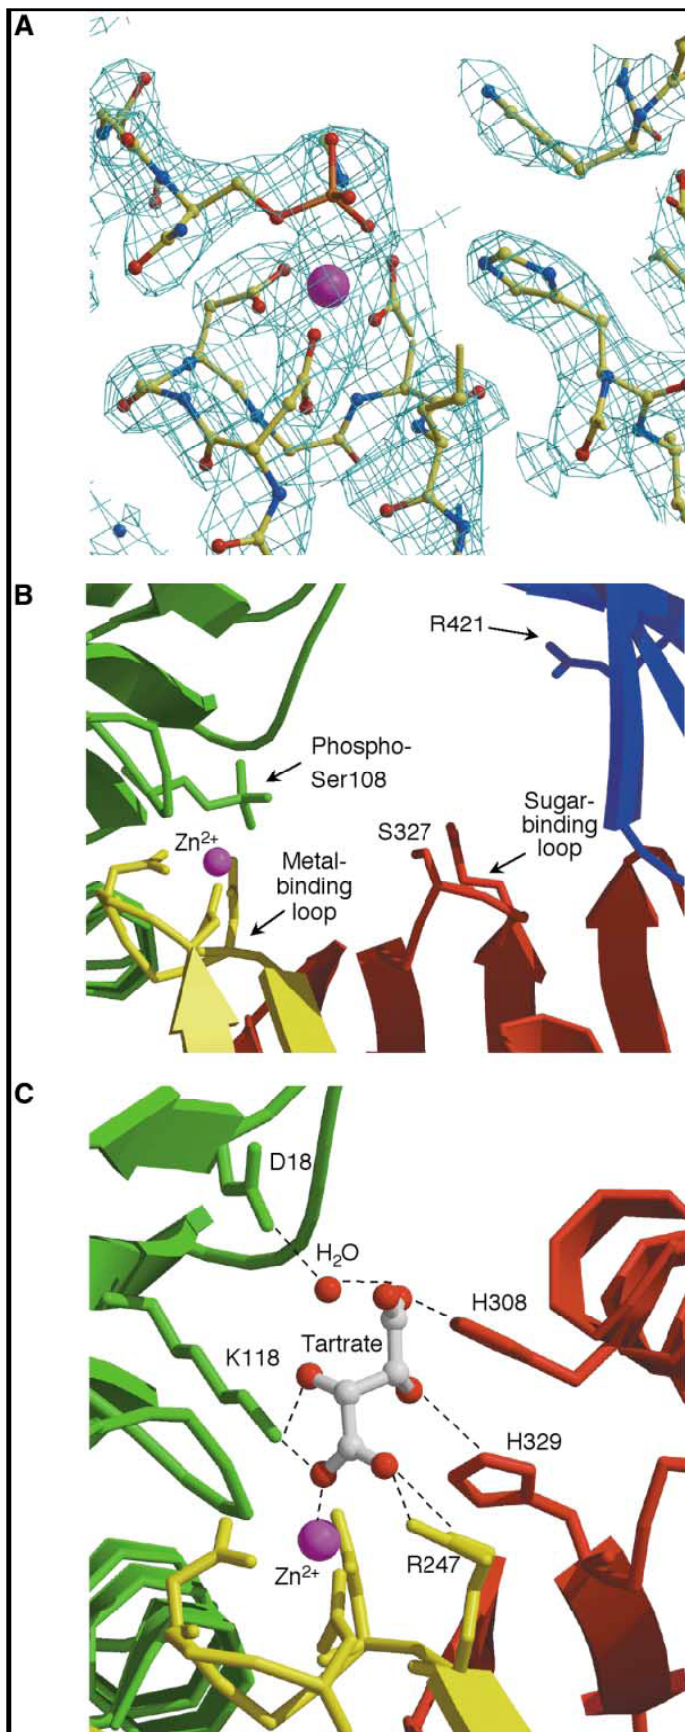 A
B
R421
Phospho-
Ser108
Sugar-
binding
loop
S327
Zn²⁺
Metal-
binding
loop
C
D18
H₂O
H308
Tartrate
K118
H329
Zn²⁺
R247